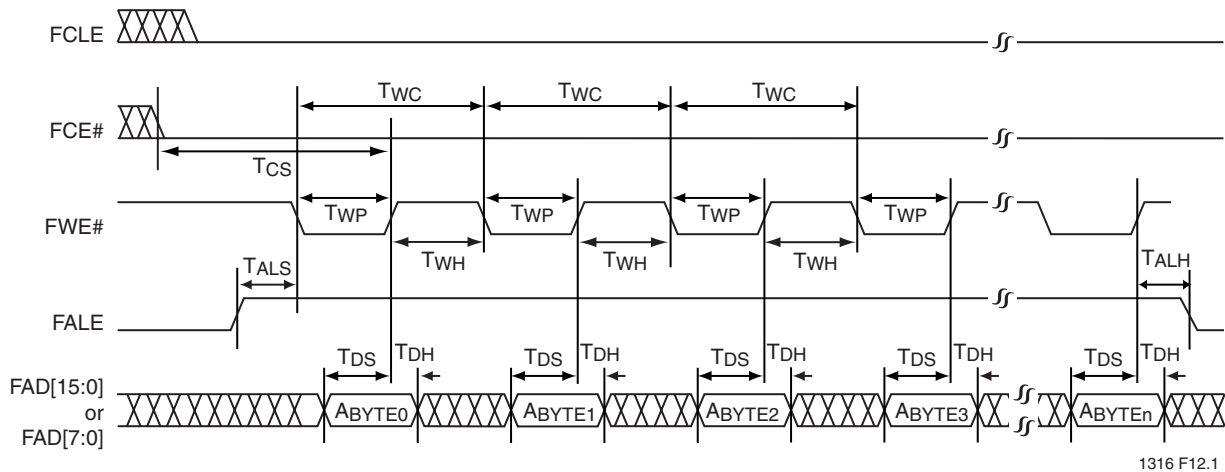 FCLE
TWC TWC TWC
FCE#
TCS
TWP TWP TWP TWP
FWE#
TWH TWH TWH
TALS TALH
FALE
TDS TDH TDS TDH TDS TDH TDS TDH TDS TDH
FAD[15:0]
or
FAD[7:0]
ABYTE0 ABYTE1 ABYTE2 ABYTE3 ABYTEn
1316 F12.1